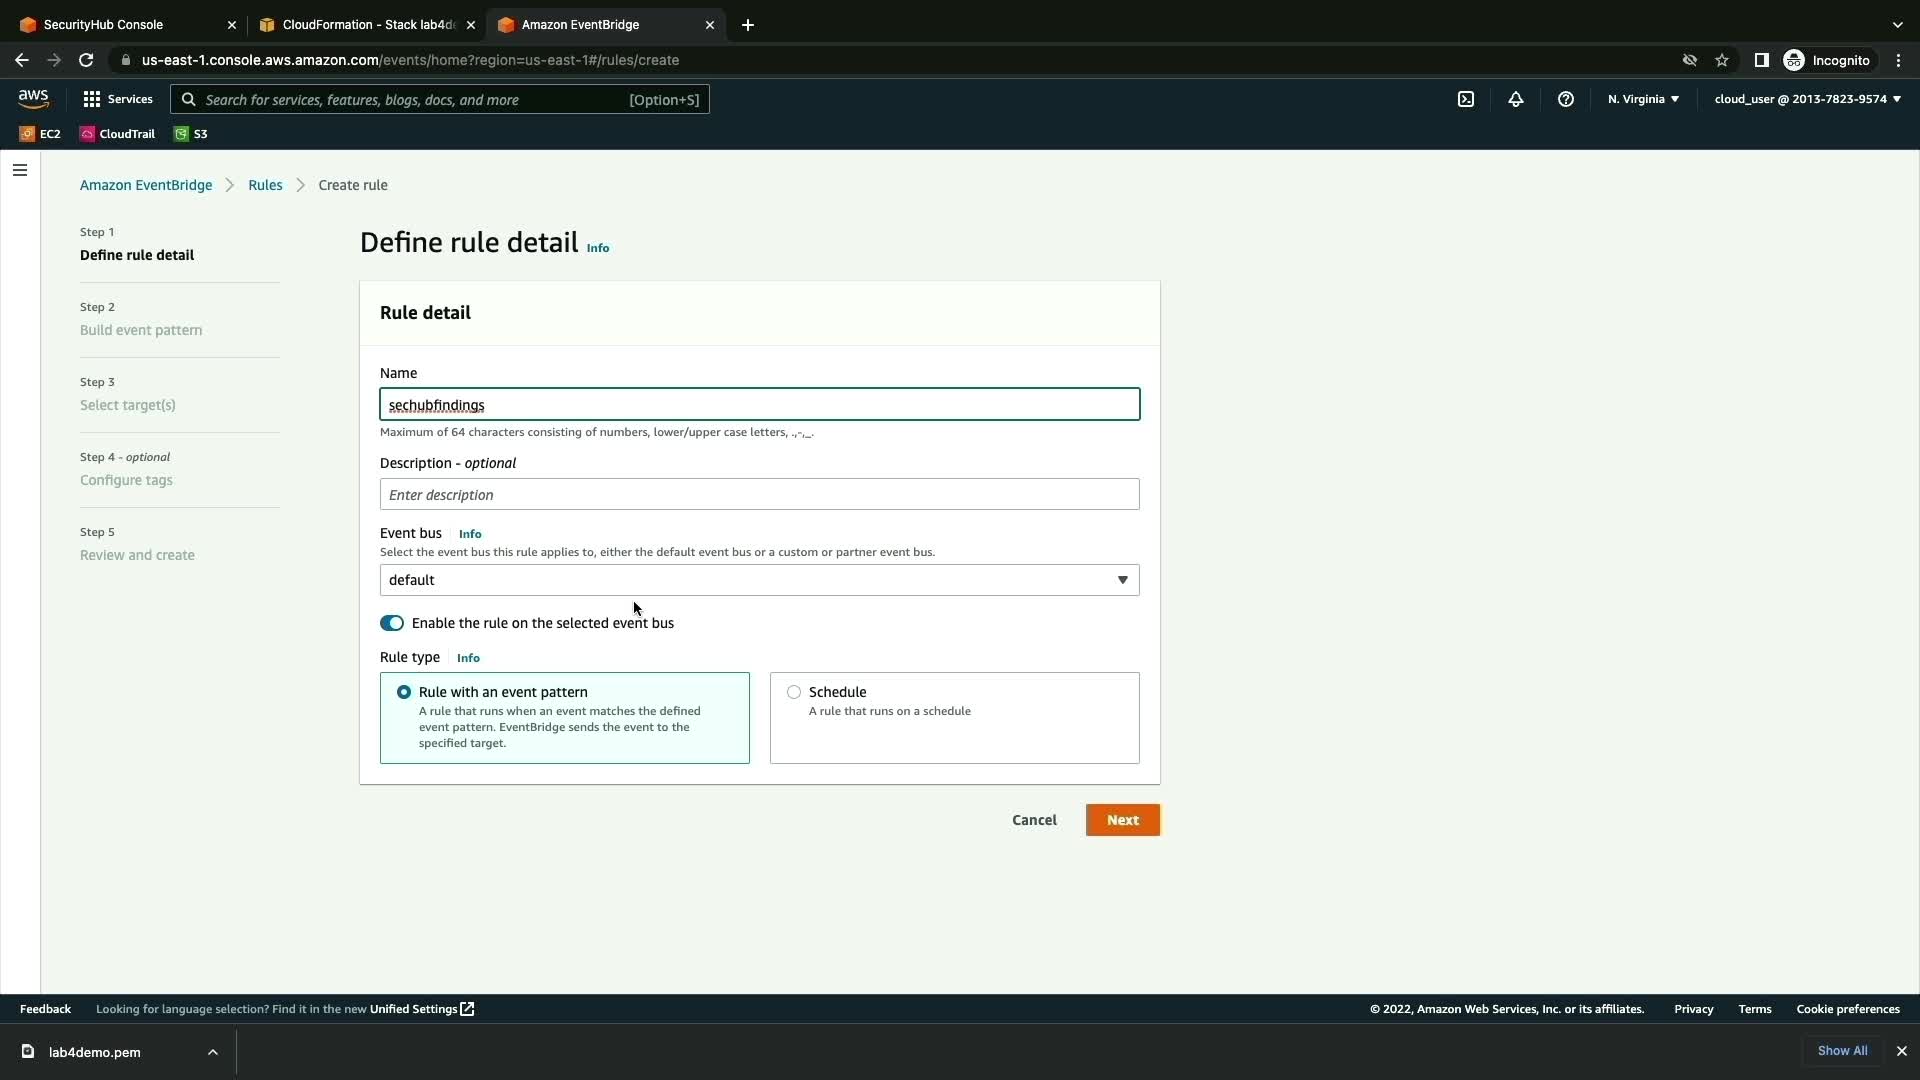 SecurityHub Console
CloudFormation - Stack lab4de
Amazon EventBridge
us-east-1.console.aws.amazon.com/events/home?region=us-east-1#/rules/create
Incognito
aws
Services
Search for services, features, blogs, docs, and more
[Option+S]
N. Virginia
cloud_user @ 2013-7823-9574
EC2
CloudTrail
S3
Amazon EventBridge
Rules
Create rule
Step 1
Define rule detail
Step 2
Build event pattern
Step 3
Select target(s)
Step 4 - optional
Configure tags
Step 5
Review and create
Define rule detail Info
Rule detail
Name
sechubfindings
Maximum of 64 characters consisting of numbers, lower/upper case letters, .,-,_.
Description - optional
Enter description
Event bus Info
Select the event bus this rule applies to, either the default event bus or a custom or partner event bus.
default
Enable the rule on the selected event bus
Rule type Info
Rule with an event pattern
A rule that runs when an event matches the defined
event pattern. EventBridge sends the event to the
specified target.
Schedule
A rule that runs on a schedule
Cancel
Next
Feedback
Looking for language selection? Find it in the new Unified Settings
© 2022, Amazon Web Services, Inc. or its affiliates.
Privacy
Terms
Cookie preferences
lab4demo.pem
Show All